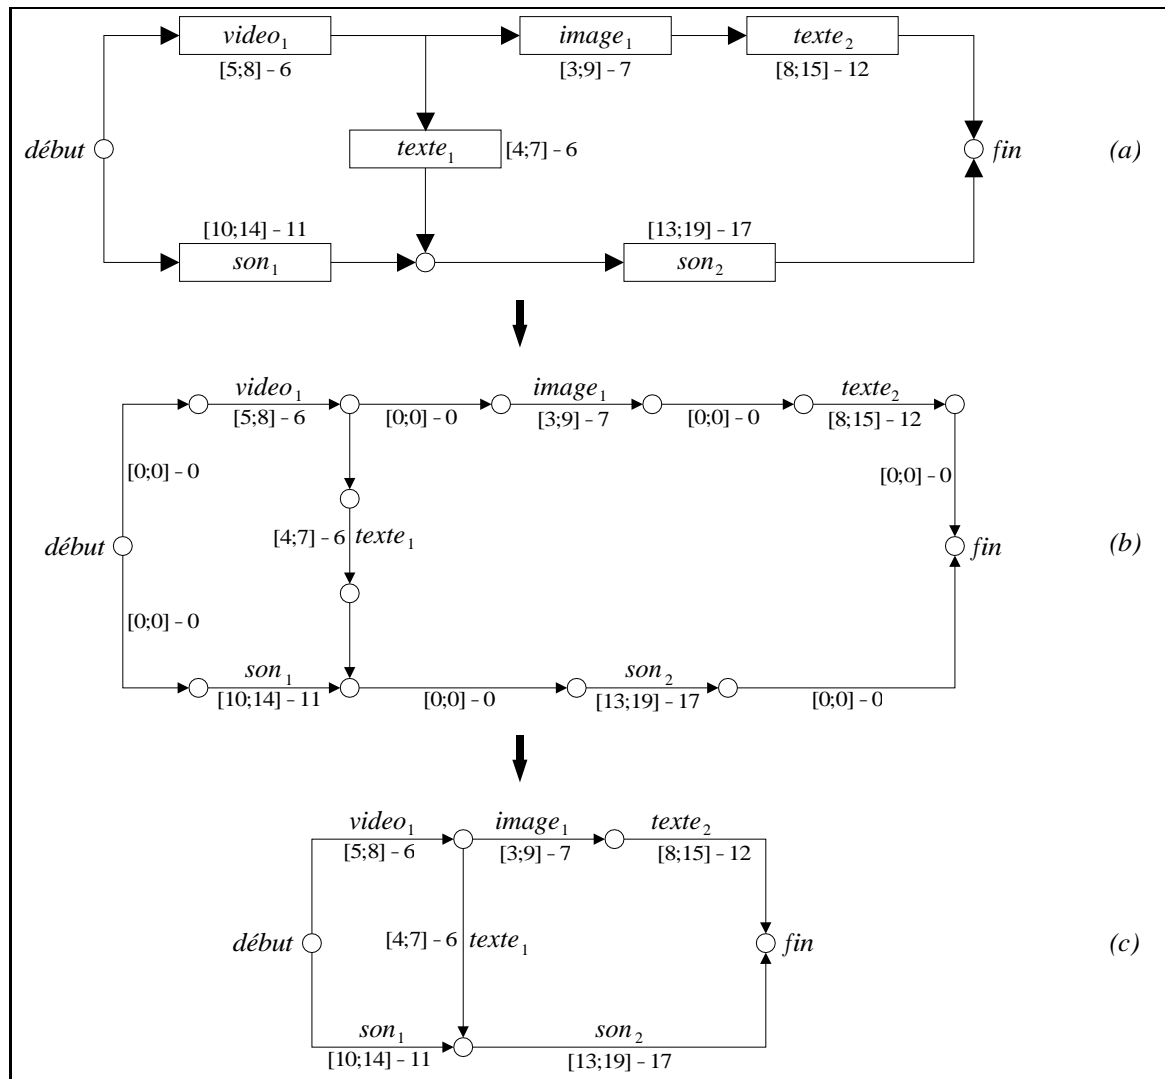 video₁ image₁ texte₂
[5;8] – 6 [3;9] – 7 [8;15] – 12
début texte₁ [4;7] – 6 fin (a)
[10;14] – 11 [13;19] – 17
son₁ son₂
video₁ image₁ texte₂
[5;8] – 6 [0;0] – 0 [3;9] – 7 [0;0] – 0 [8;15] – 12
[0;0] – 0 [0;0] – 0
début [4;7] – 6 texte₁ fin (b)
[0;0] – 0
son₁ son₂
[10;14] – 11 [0;0] – 0 [13;19] – 17 [0;0] – 0
video₁ image₁ texte₂
[5;8] – 6 [3;9] – 7 [8;15] – 12
début [4;7] – 6 texte₁ fin (c)
son₁ son₂
[10;14] – 11 [13;19] – 17